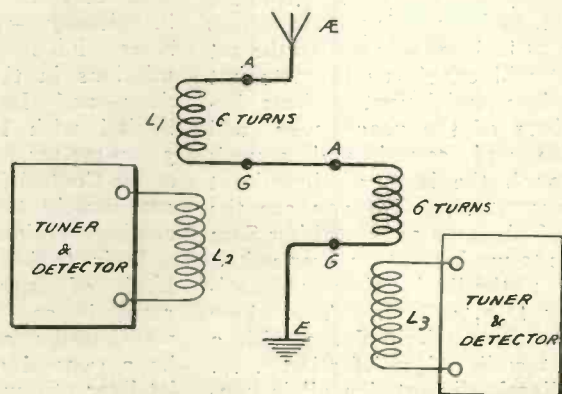 Æ
A
L1
6 TURNS
G
A
TUNER
&
DETECTOR
L2
6 TURNS
G
E
L3
TUNER
&
DETECTOR